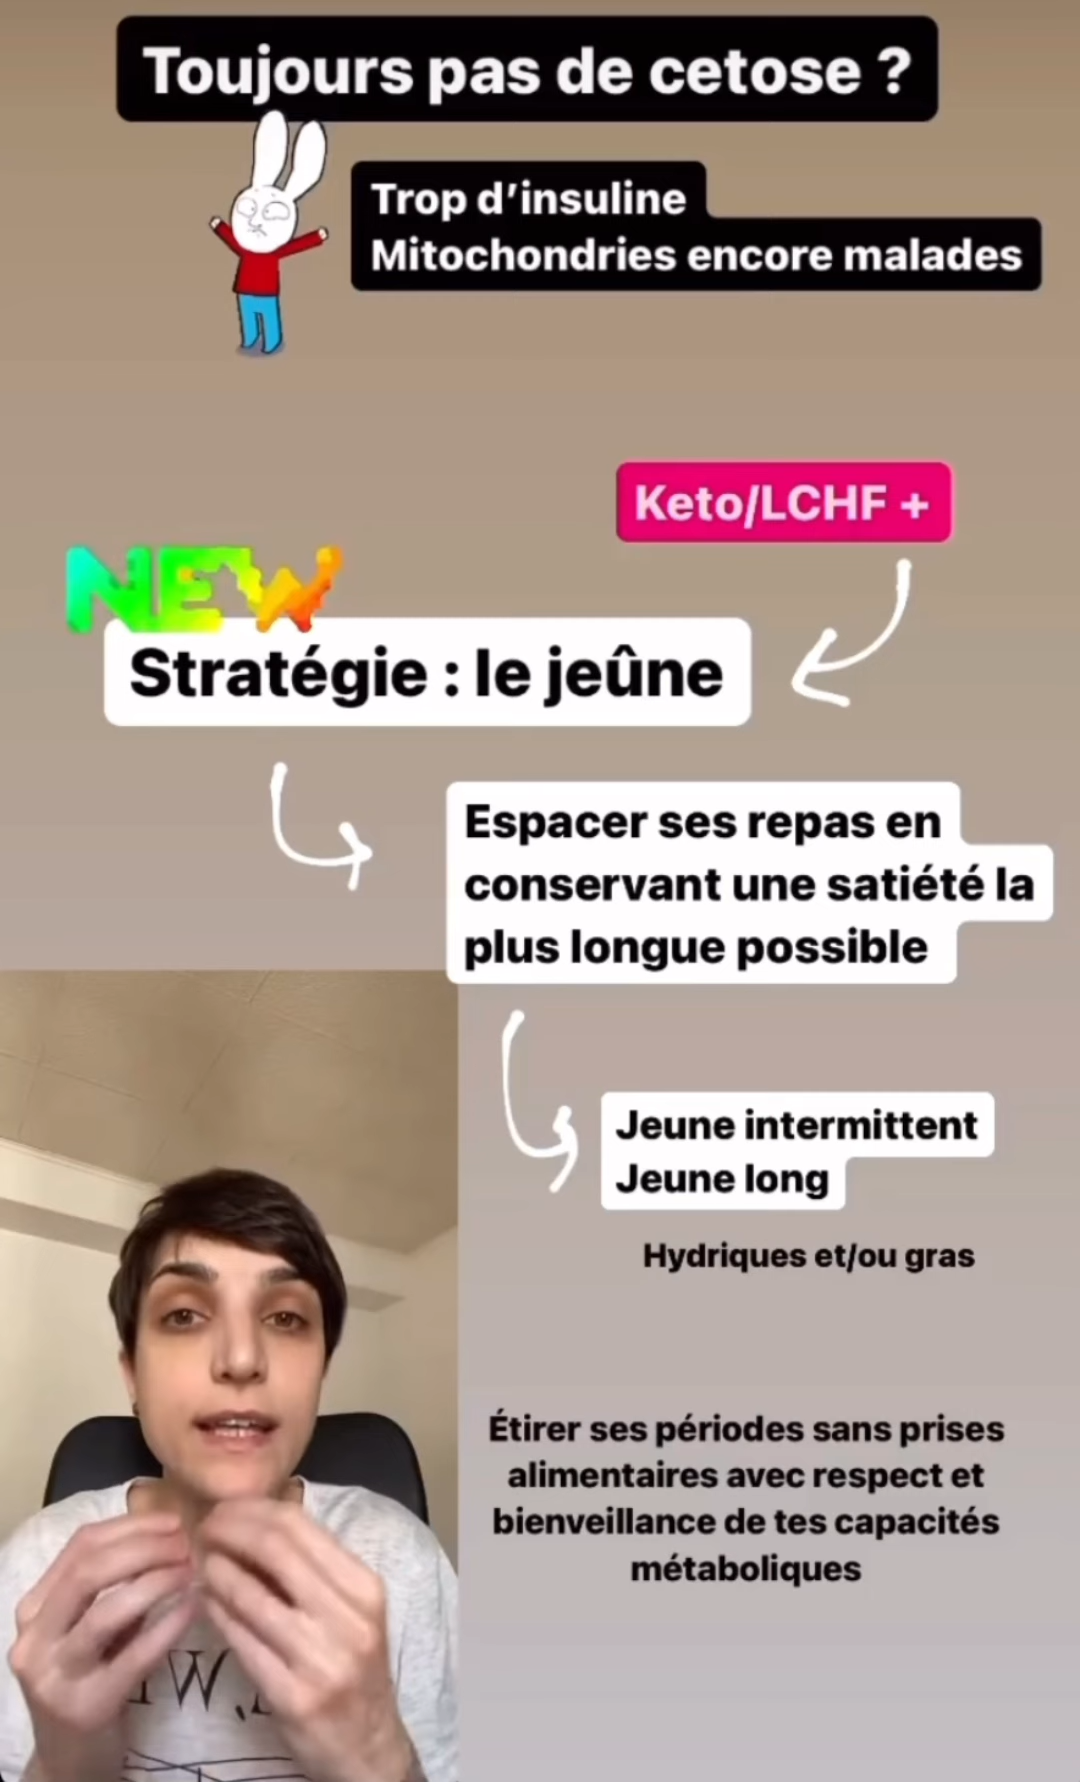 Toujours pas de cetose ?
Trop d'insuline
Mitochondries encore malades
Keto/LCHF +
NEW
Stratégie : le jeûne
Espacer ses repas en
conservant une satiété la
plus longue possible
Jeune intermittent
Jeune long
Hydriques et/ou gras
Étirer ses périodes sans prises
alimentaires avec respect et
bienveillance de tes capacités
métaboliques